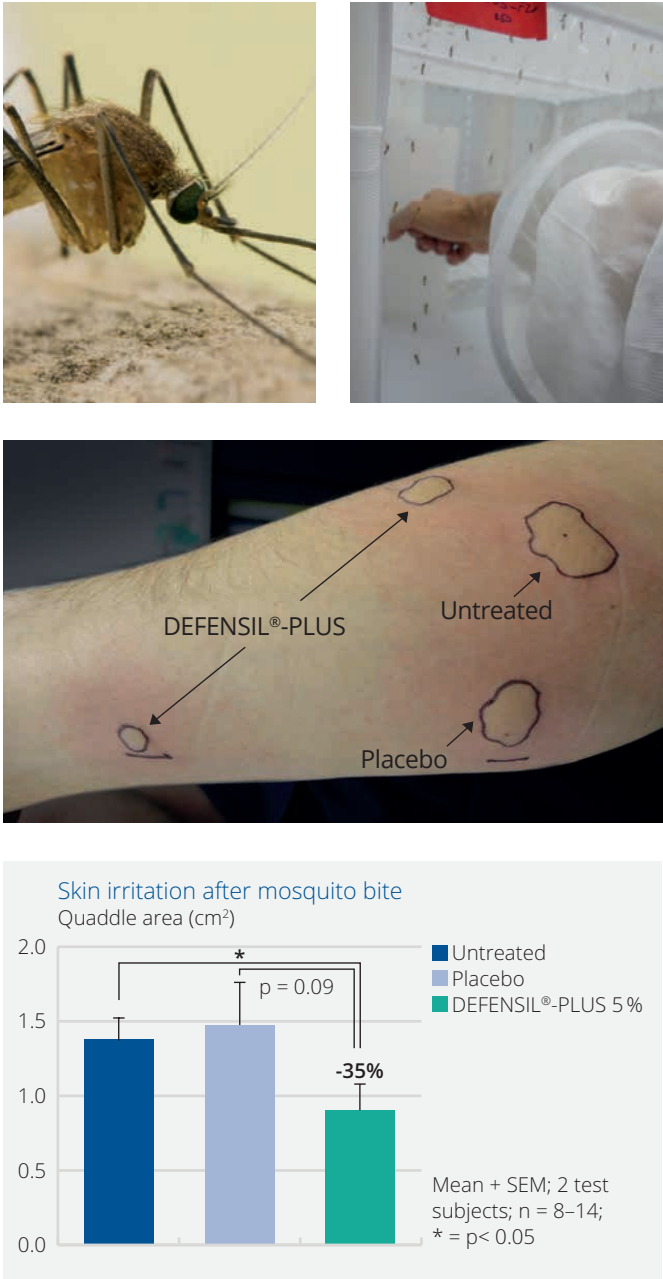 DEFENSIL®-PLUS
Untreated
Placebo
Skin irritation after mosquito bite
Quaddle area (cm²)
2.0
1.5
1.0
0.5
0.0
*
p = 0.09
-35%
Untreated
Placebo
DEFENSIL®-PLUS 5 %
Mean + SEM; 2 test
subjects; n = 8–14;
* = p< 0.05